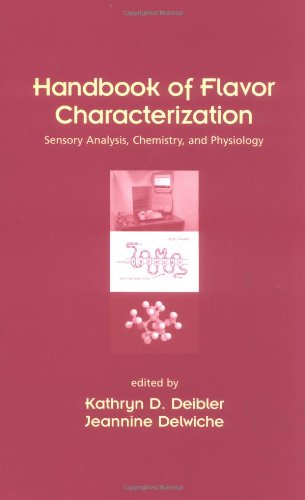 Handbook of Flavor
Characterization
Sensory Analysis, Chemistry, and Physiology
edited by
Kathryn D. Deibler
Jeannine Delwiche